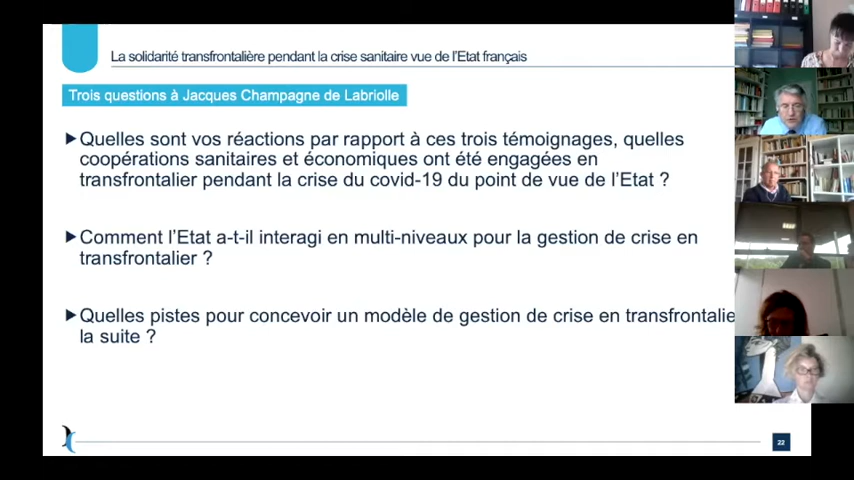 La solidarité transfrontalière pendant la crise sanitaire vue de l'Etat français
Trois questions à Jacques Champagne de Labriolle
Quelles sont vos réactions par rapport à ces trois témoignages, quelles
coopérations sanitaires et économiques ont été engagées en
transfrontalier pendant la crise du covid-19 du point de vue de l'Etat ?
Comment l'Etat a-t-il interagi en multi-niveaux pour la gestion de crise en
transfrontalier ?
Quelles pistes pour concevoir un modèle de gestion de crise en transfrontalie
la suite ?
22